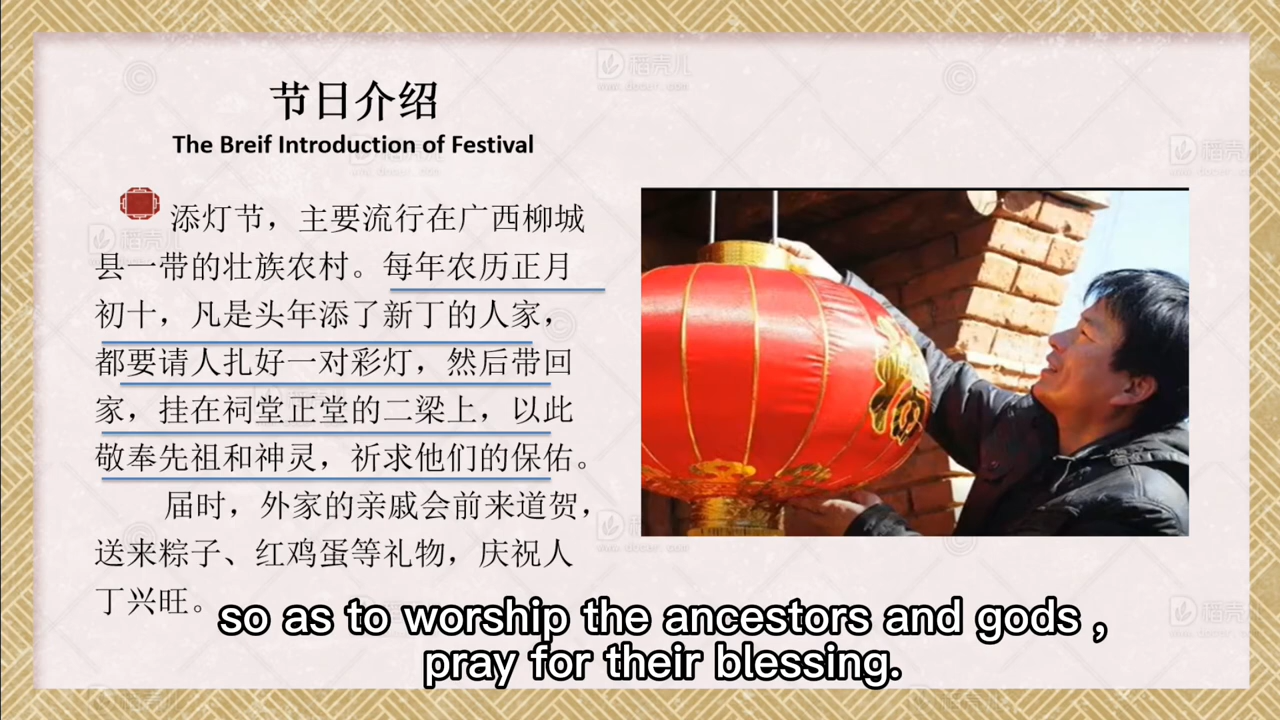 节日介绍
The Breif Introduction of Festival
添灯节，主要流行在广西柳城
县一带的壮族农村。每年农历正月
初十，凡是头年添了新丁的人家，
都要请人扎好一对彩灯，然后带回
家，挂在祠堂正堂的二梁上，以此
敬奉先祖和神灵，祈求他们的保佑。
届时，外家的亲戚会前来道贺，
送来粽子、红鸡蛋等礼物，庆祝人
丁兴旺。
so as to worship the ancestors and gods ,
pray for their blessing.